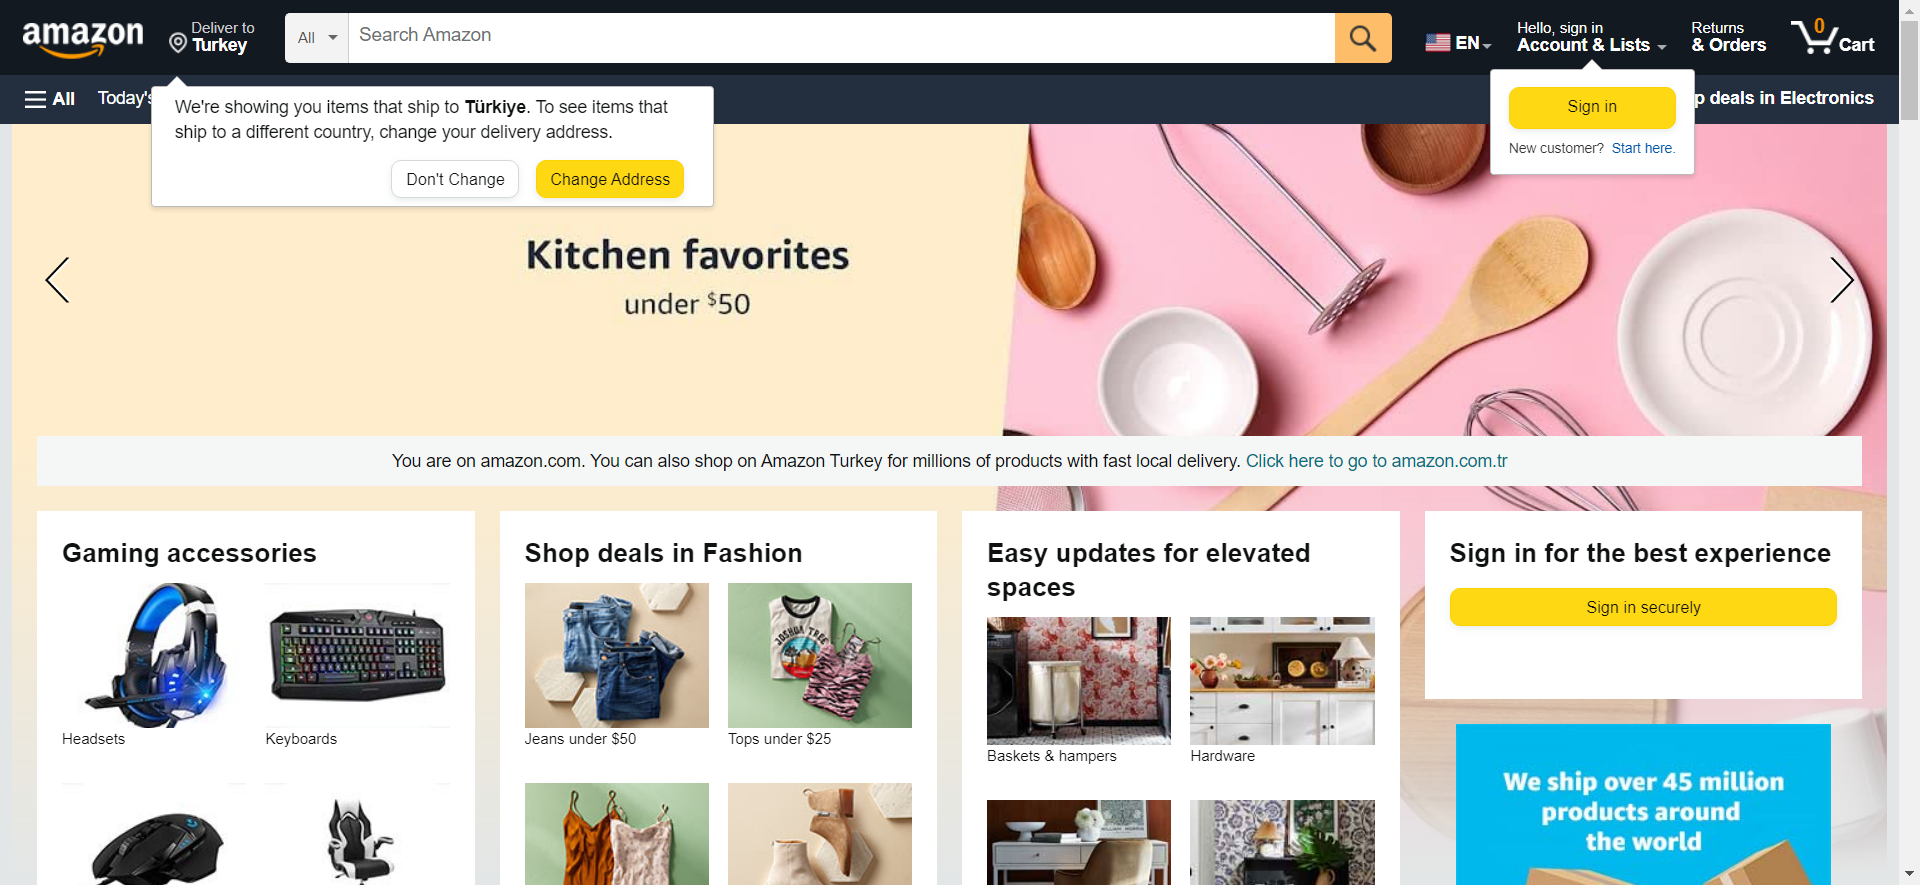 amazon
Deliver to
Turkey
All
Search Amazon
EN
Hello, sign in
Account & Lists
Returns
& Orders
0
Cart
All
Today's
p deals in Electronics
We're showing you items that ship to Türkiye. To see items that
ship to a different country, change your delivery address.
Don't Change
Change Address
Sign in
New customer? Start here.
Kitchen favorites
under $50
You are on amazon.com. You can also shop on Amazon Turkey for millions of products with fast local delivery. Click here to go to amazon.com.tr
Gaming accessories
Headsets
Keyboards
Shop deals in Fashion
JOSHUA TREE
Jeans under $50
Tops under $25
Easy updates for elevated
spaces
Baskets & hampers
Hardware
WILLIAM MORRIS
Sign in for the best experience
Sign in securely
We ship over 45 million
products around
the world